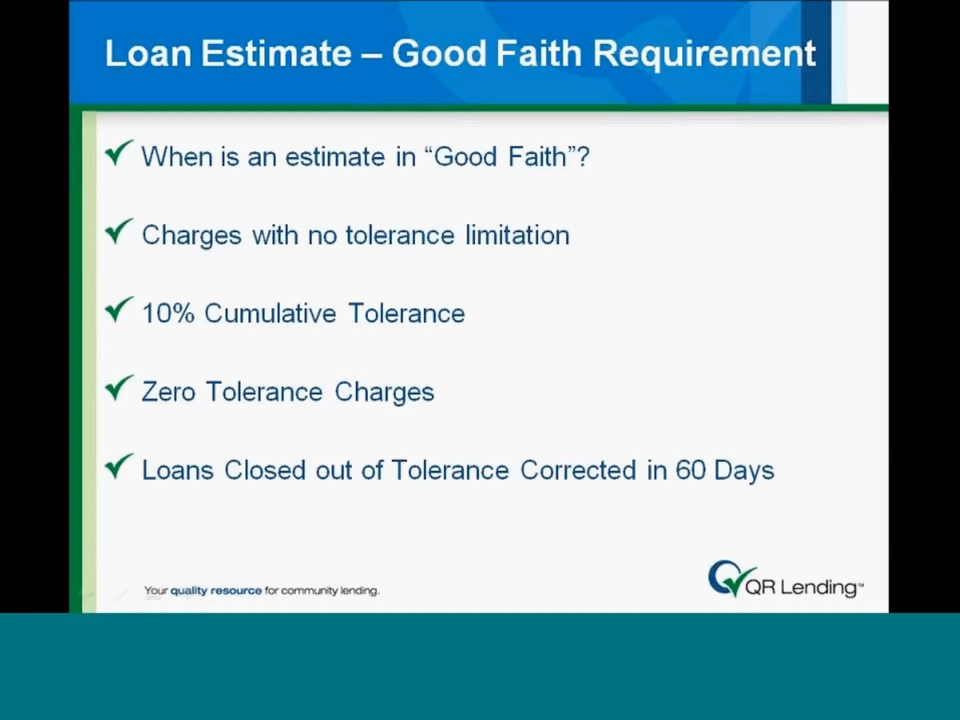 Loan Estimate – Good Faith Requirement
When is an estimate in “Good Faith”?
Charges with no tolerance limitation
10% Cumulative Tolerance
Zero Tolerance Charges
Loans Closed out of Tolerance Corrected in 60 Days
Your quality resource for community lending.
QR Lending™